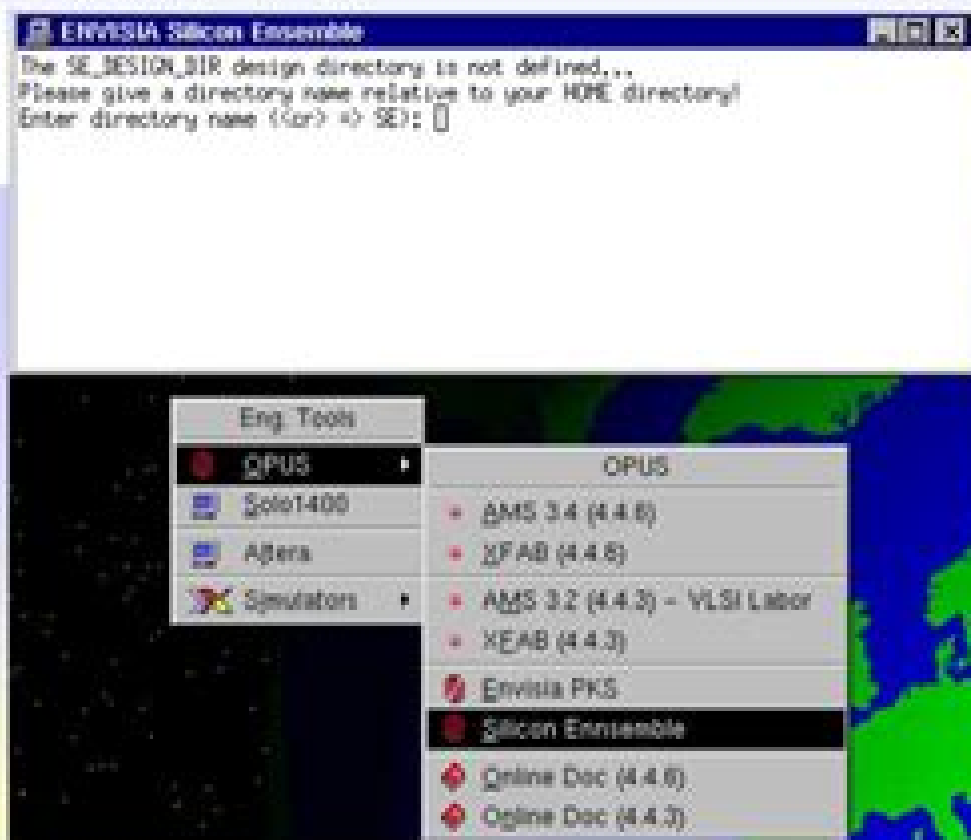 ENVISIA Silicon Ensemble
The SE_DESIGN_DIR design directory is not defined...
Please give a directory name relative to your HOME directory!
Enter directory name (<cr> => SE):
Eng. Tools
OPUS
Solo1400
Altera
Simulators
OPUS
AMS 3.4 (4.4.6)
XFAB (4.4.6)
AMS 3.2 (4.4.3) - VLSI Labor
XFAB (4.4.3)
Envisia PKS
Silicon Ennsemble
Online Doc (4.4.6)
Online Doc (4.4.3)